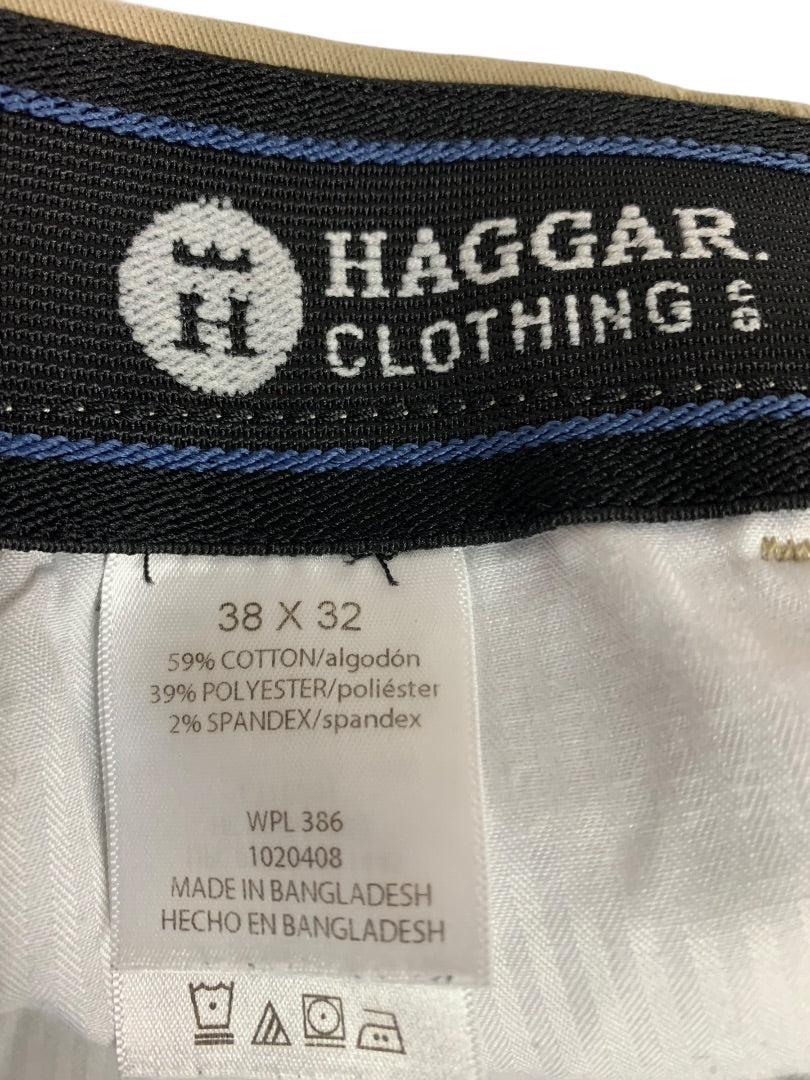 H
HAGGAR.
CLOTHING CO
38 X 32
59% COTTON/algodón
39% POLYESTER/poliéster
2% SPANDEX/spandex
WPL 386
1020408
MADE IN BANGLADESH
HECHO EN BANGLADESH